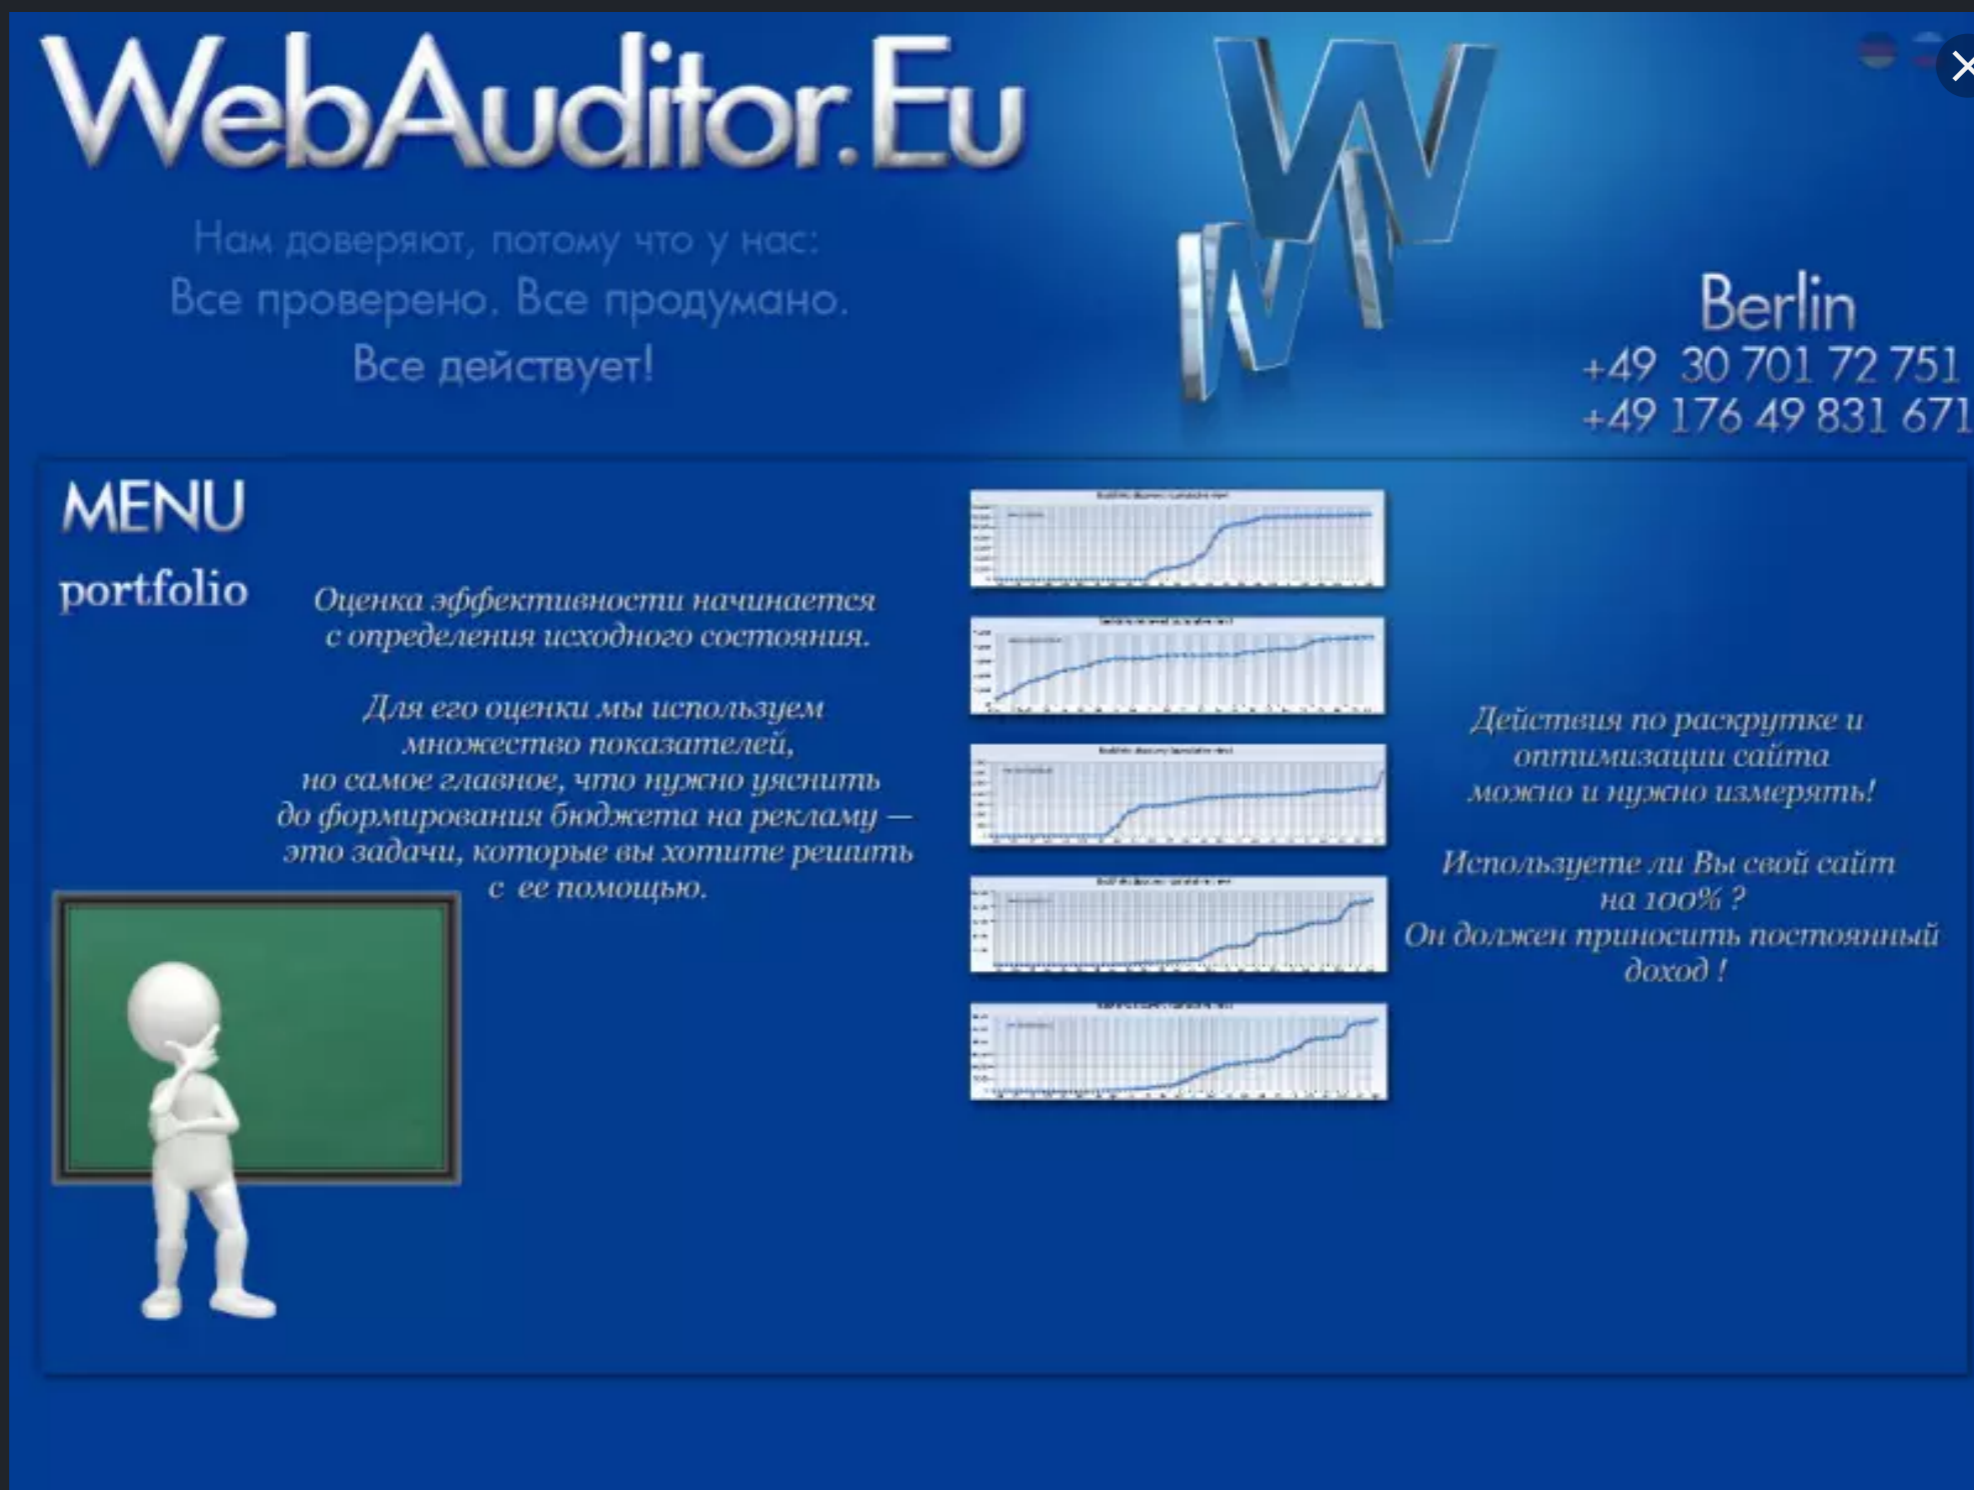 WebAuditor.Eu
Нам доверяют, потому что у нас:
Все проверено. Все продумано.
Все действует!
Berlin
+49 30 701 72 751
+49 176 49 831 671
MENU
portfolio
Оценка эффективности начинается
с определения исходного состояния.
Для его оценки мы используем
множество показателей,
но самое главное, что нужно уяснить
до формирования бюджета на рекламу —
это задачи, которые вы хотите решить
с ее помощью.
Действия по раскрутке и
оптимизации сайта
можно и нужно измерять!
Используете ли Вы свой сайт
на 100% ?
Он должен приносить постоянный
доход !